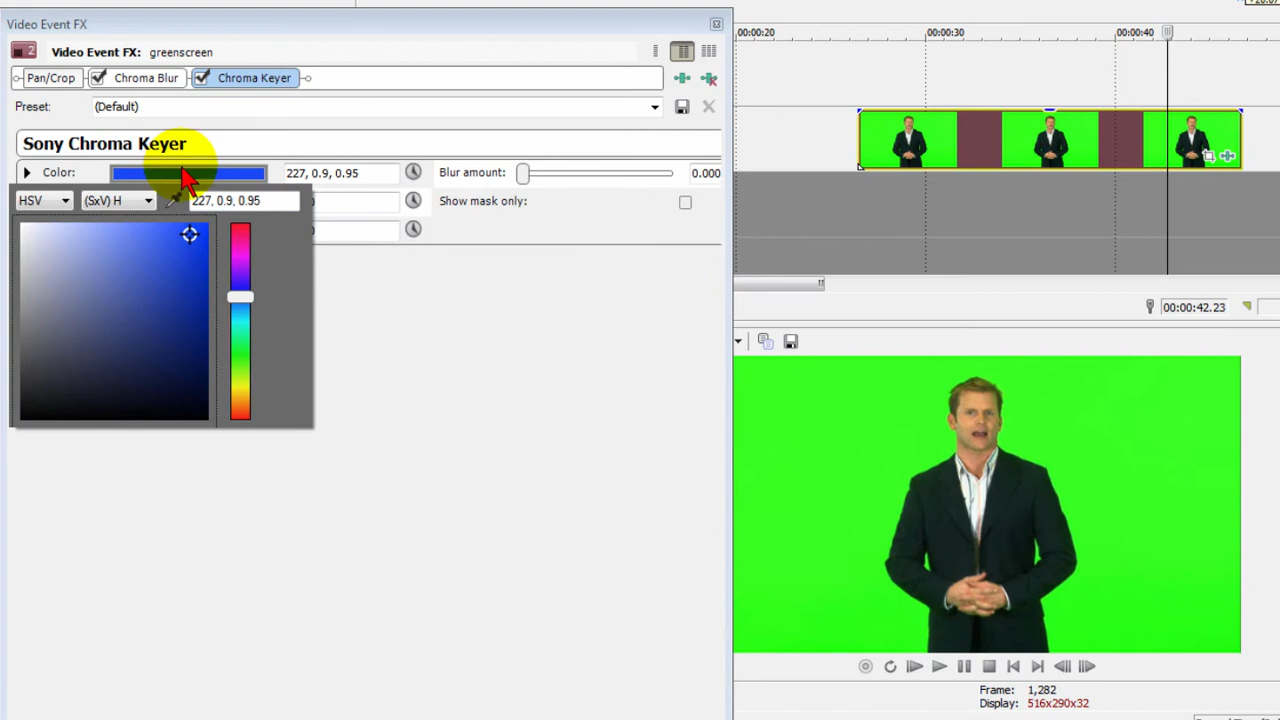 Video Event FX
2 Video Event FX: greenscreen
Pan/Crop Chroma Blur Chroma Keyer
Preset: (Default)
Sony Chroma Keyer
Color: 227, 0.9, 0.95 Blur amount: 0.000
HSV (SxV) H 227, 0.9, 0.95 Show mask only:
00:00:20 00:00:30 00:00:40
00:00:42.23
Frame: 1,282
Display: 516x290x32